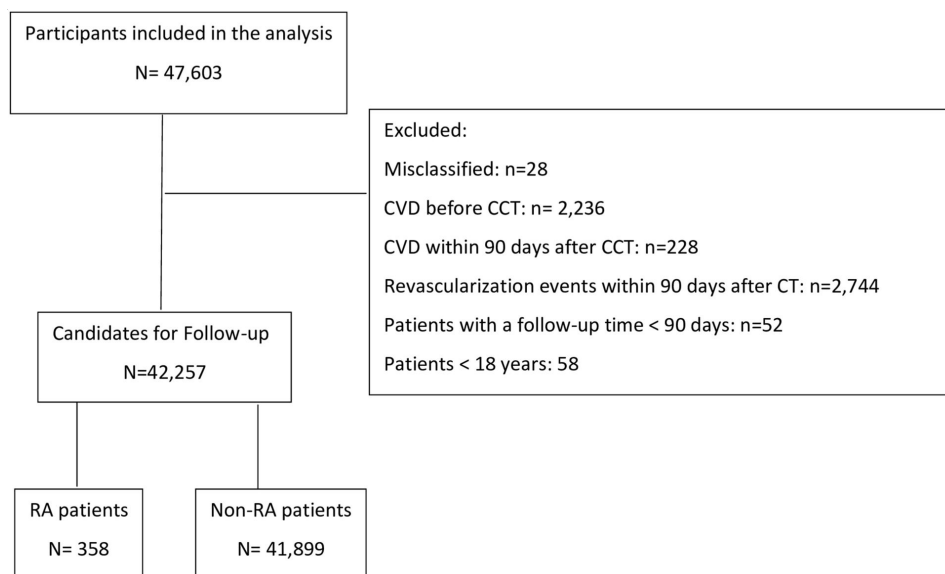 Participants included in the analysis
N= 47,603
Excluded:
Misclassified: n=28
CVD before CCT: n= 2,236
CVD within 90 days after CCT: n=228
Revascularization events within 90 days after CT: n=2,744
Patients with a follow-up time < 90 days: n=52
Patients < 18 years: 58
Candidates for Follow-up
N=42,257
RA patients
N= 358
Non-RA patients
N= 41,899